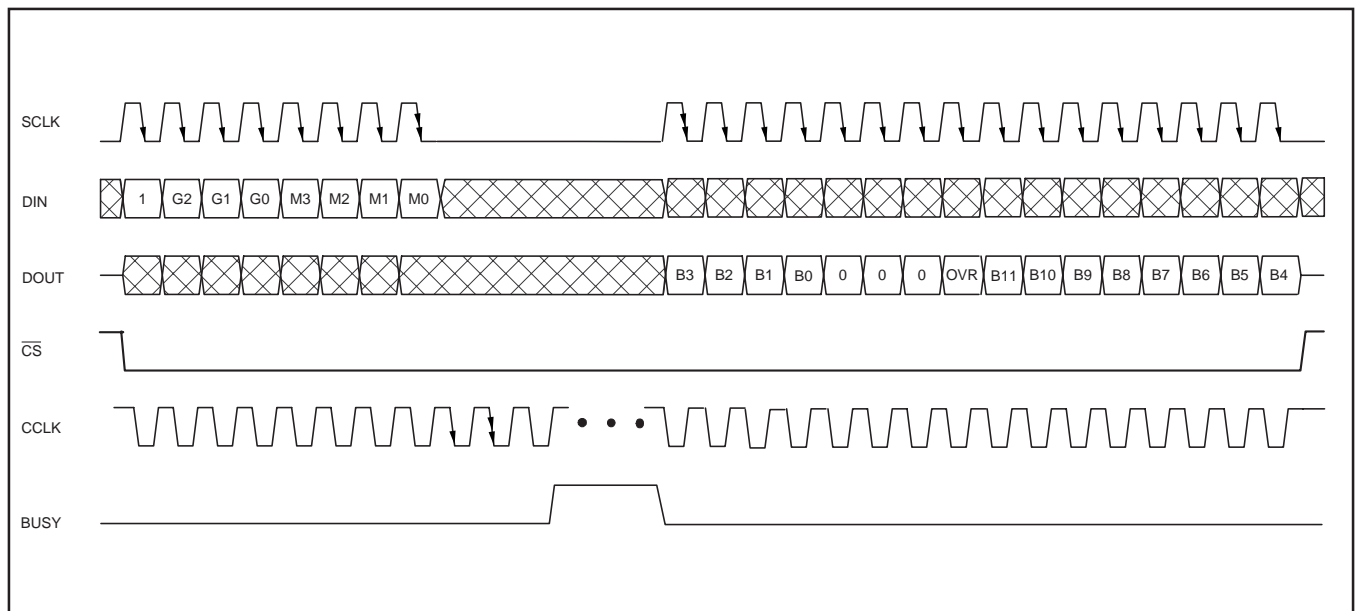 SCLK
DIN 1 G2 G1 G0 M3 M2 M1 M0
DOUT B3 B2 B1 B0 0 0 0 OVR B11 B10 B9 B8 B7 B6 B5 B4
CS
CCLK
BUSY